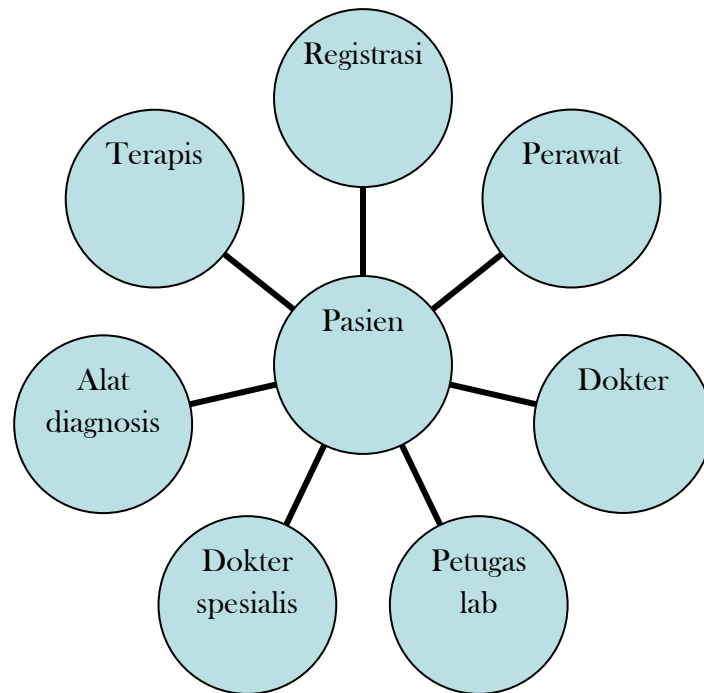 Registrasi
Terapis
Perawat
Pasien
Alat
diagnosis
Dokter
Dokter
spesialis
Petugas
lab